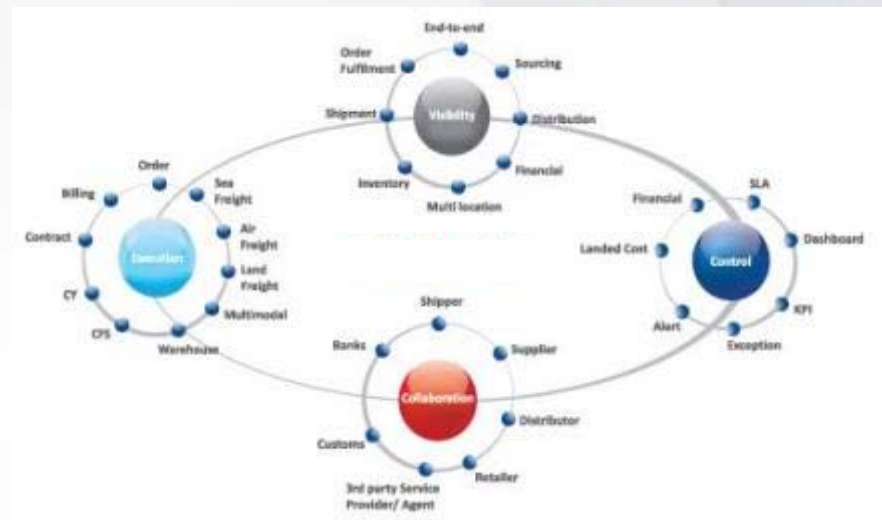 End-to-end
Order
Fulfilment
Sourcing
Shipment
Visibility
Distribution
Inventory
Financial
Multi location
Order
Billing
Sea
Freight
Contract
Air
Freight
Execution
Land
Freight
CY
Multimodal
CFS
Warehouse
Financial
SLA
Landed Cost
Dashboard
Control
Alert
KPI
Exception
Shipper
Banks
Supplier
Collaboration
Distributor
Customs
Retailer
3rd party Service
Provider/ Agent